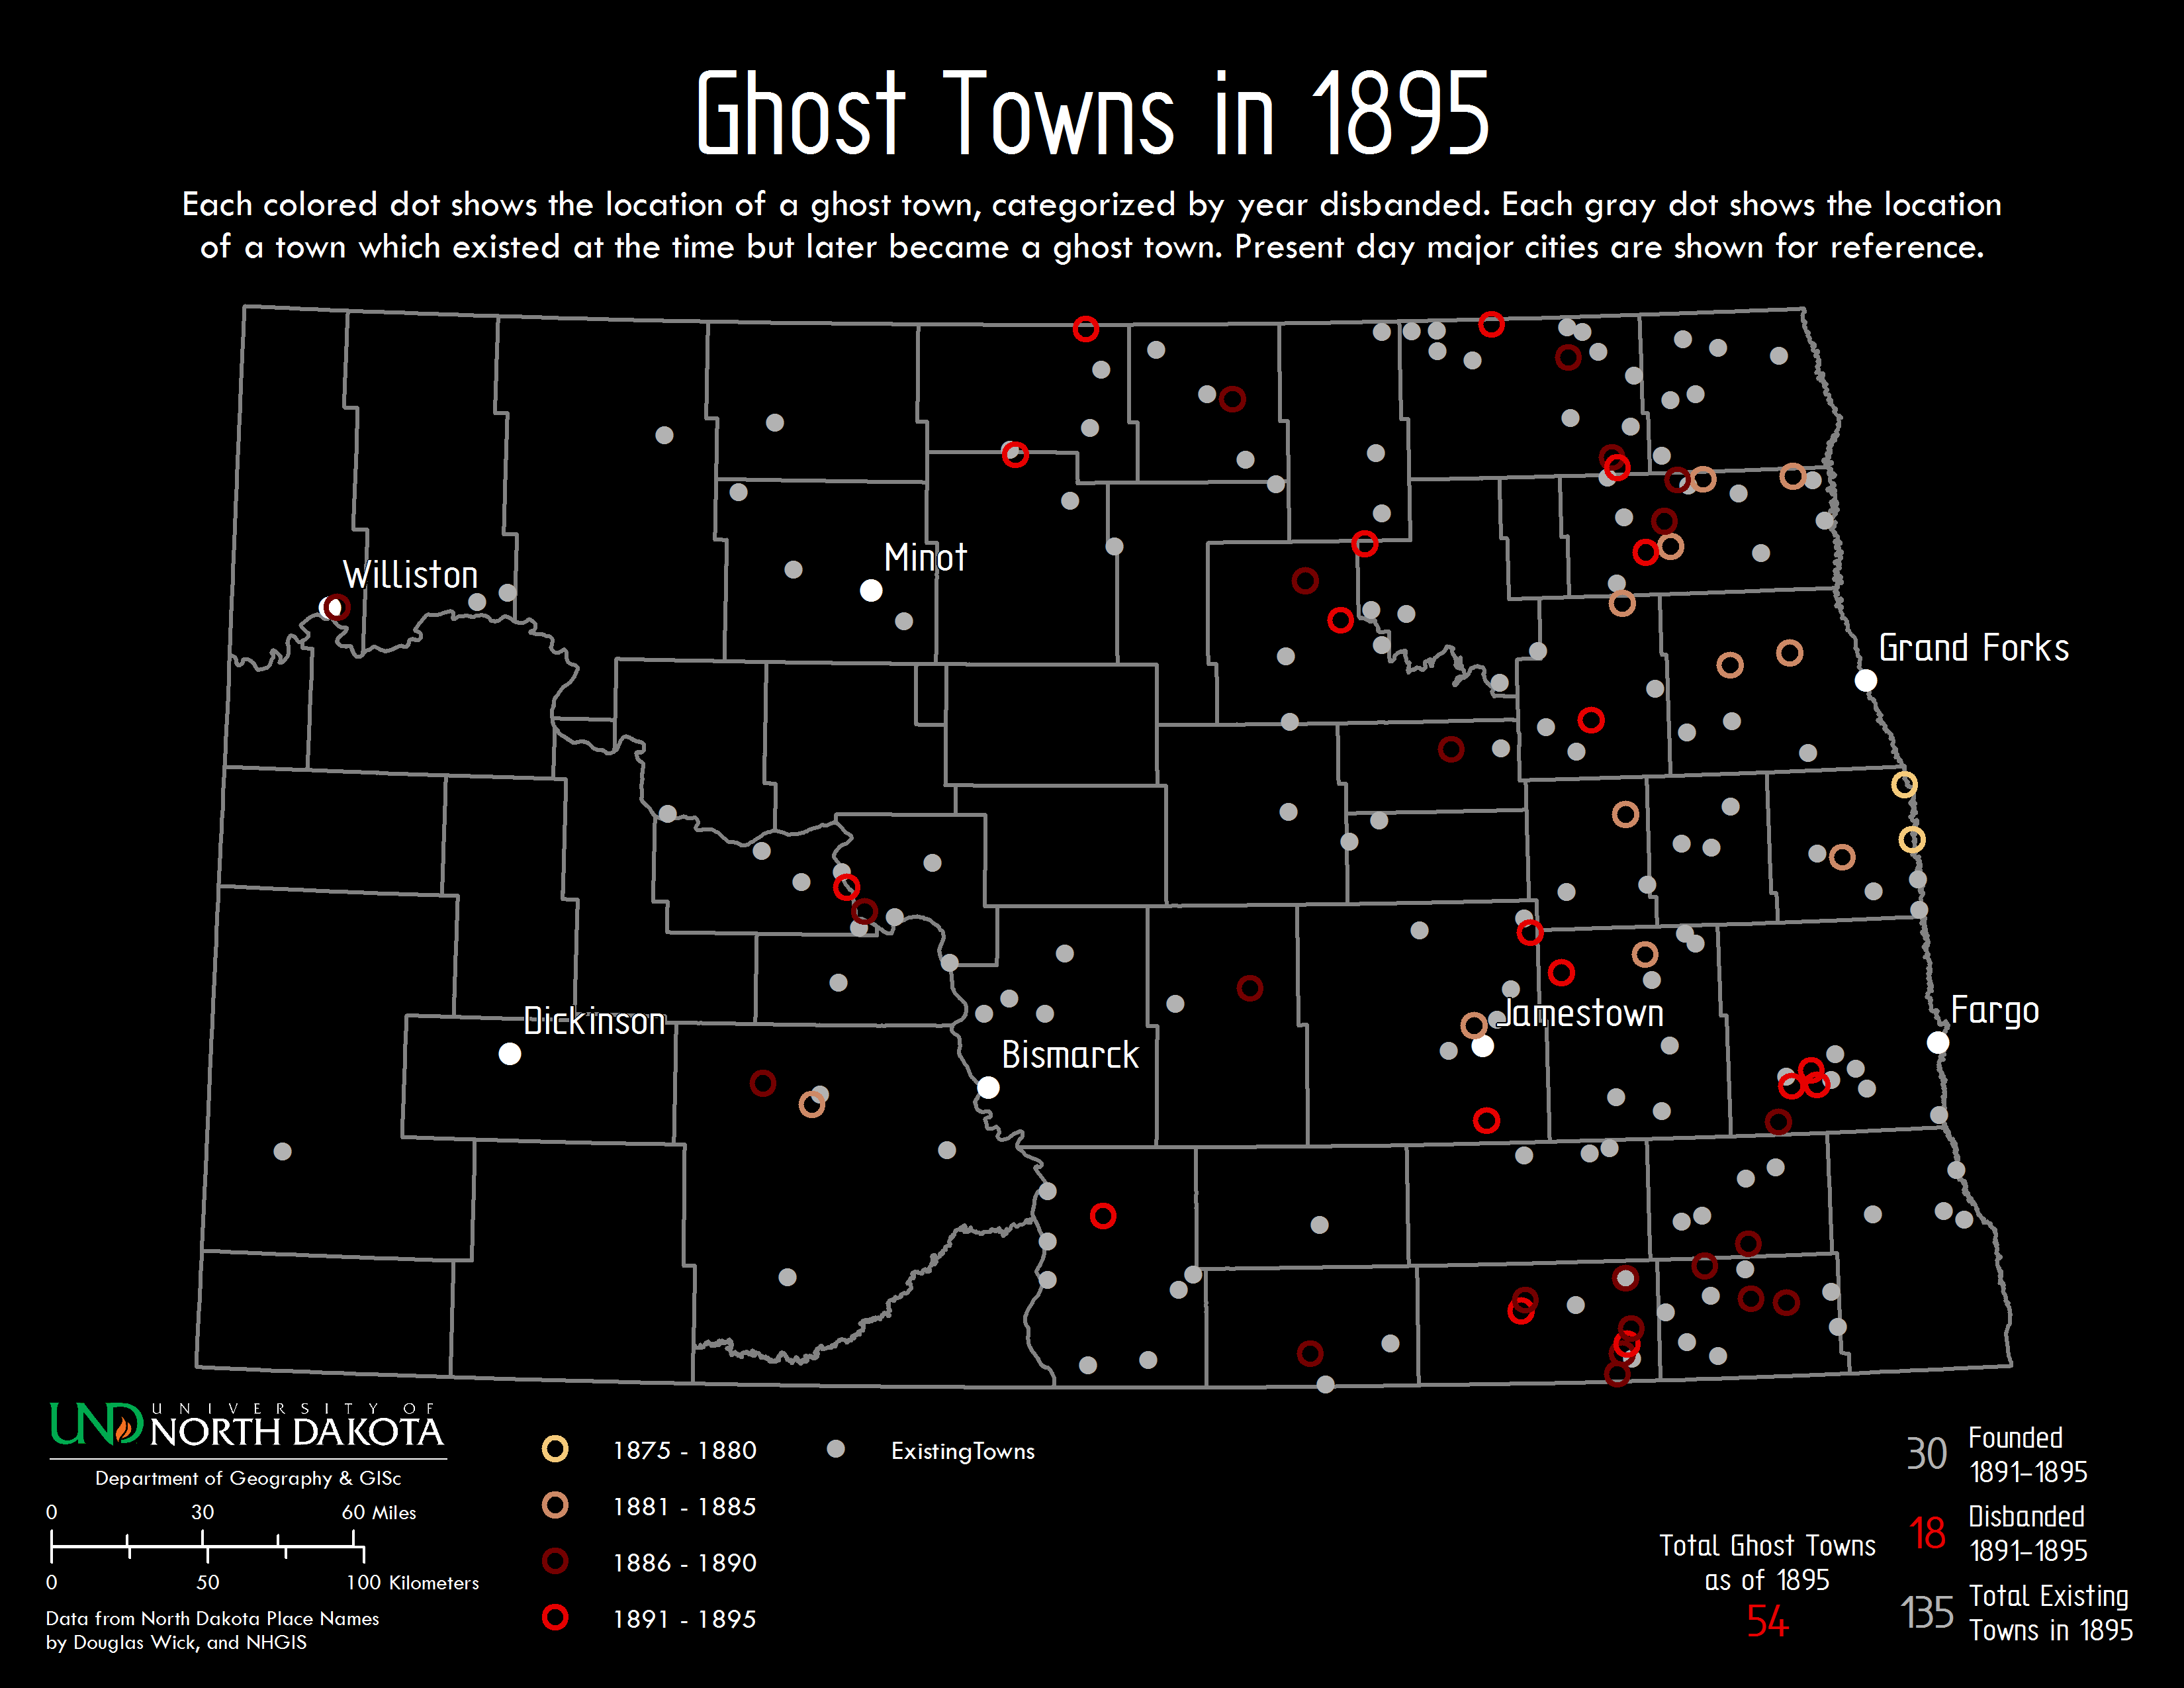 Ghost Towns in 1895
Each colored dot shows the location of a ghost town, categorized by year disbanded. Each gray dot shows the location
of a town which existed at the time but later became a ghost town. Present day major cities are shown for reference.
Williston
Minot
Grand Forks
Dickinson
Bismarck
Jamestown
Fargo
UND UNIVERSITY OF
NORTH DAKOTA
Department of Geography & GISc
0 30 60 Miles
0 50 100 Kilometers
Data from North Dakota Place Names
by Douglas Wick, and NHGIS
1875 - 1880
1881 - 1885
1886 - 1890
1891 - 1895
ExistingTowns
Total Ghost Towns
as of 1895
54
30 Founded
1891-1895
18 Disbanded
1891-1895
135 Total Existing
Towns in 1895